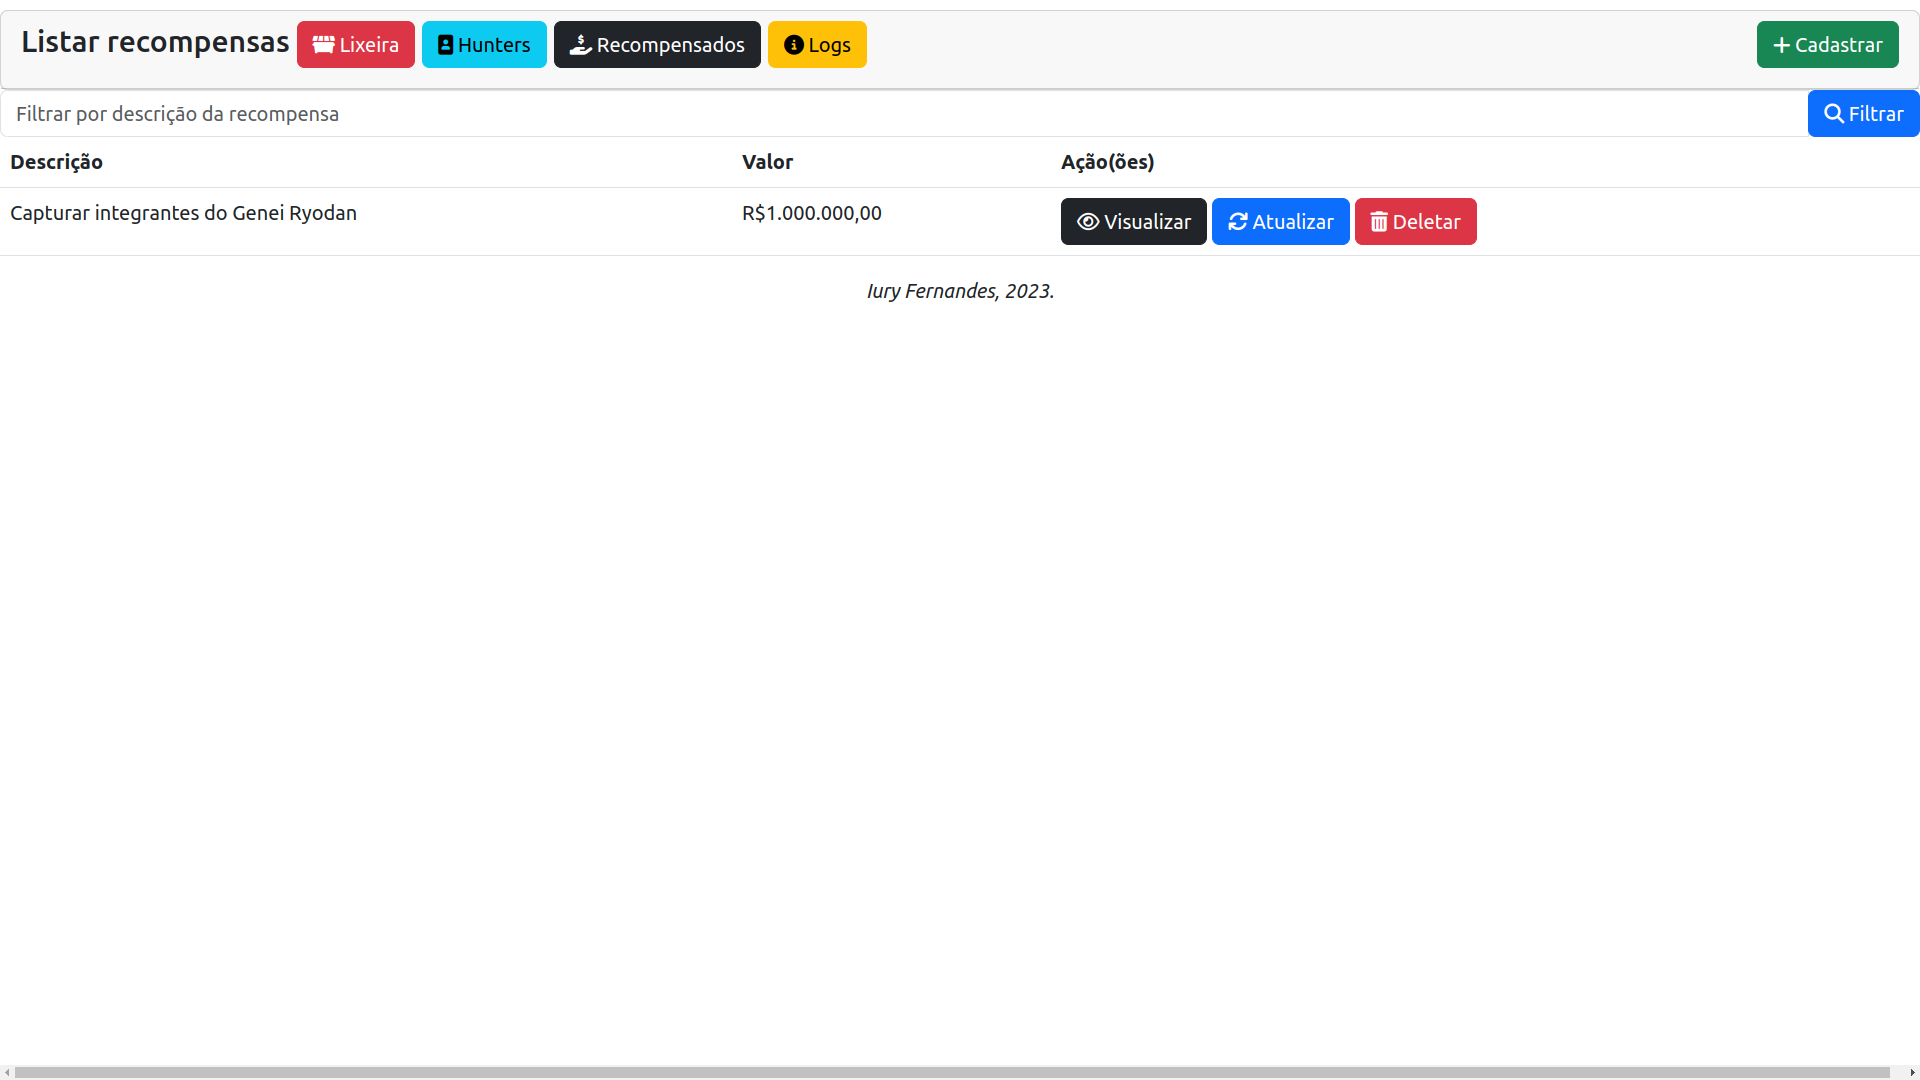 Listar recompensas Lixeira Hunters Recompensados Logs Cadastrar
Filtrar por descrição da recompensa Filtrar
Descrição Valor Ação(ões)
Capturar integrantes do Genei Ryodan R$1.000.000,00 Visualizar Atualizar Deletar
Iury Fernandes, 2023.